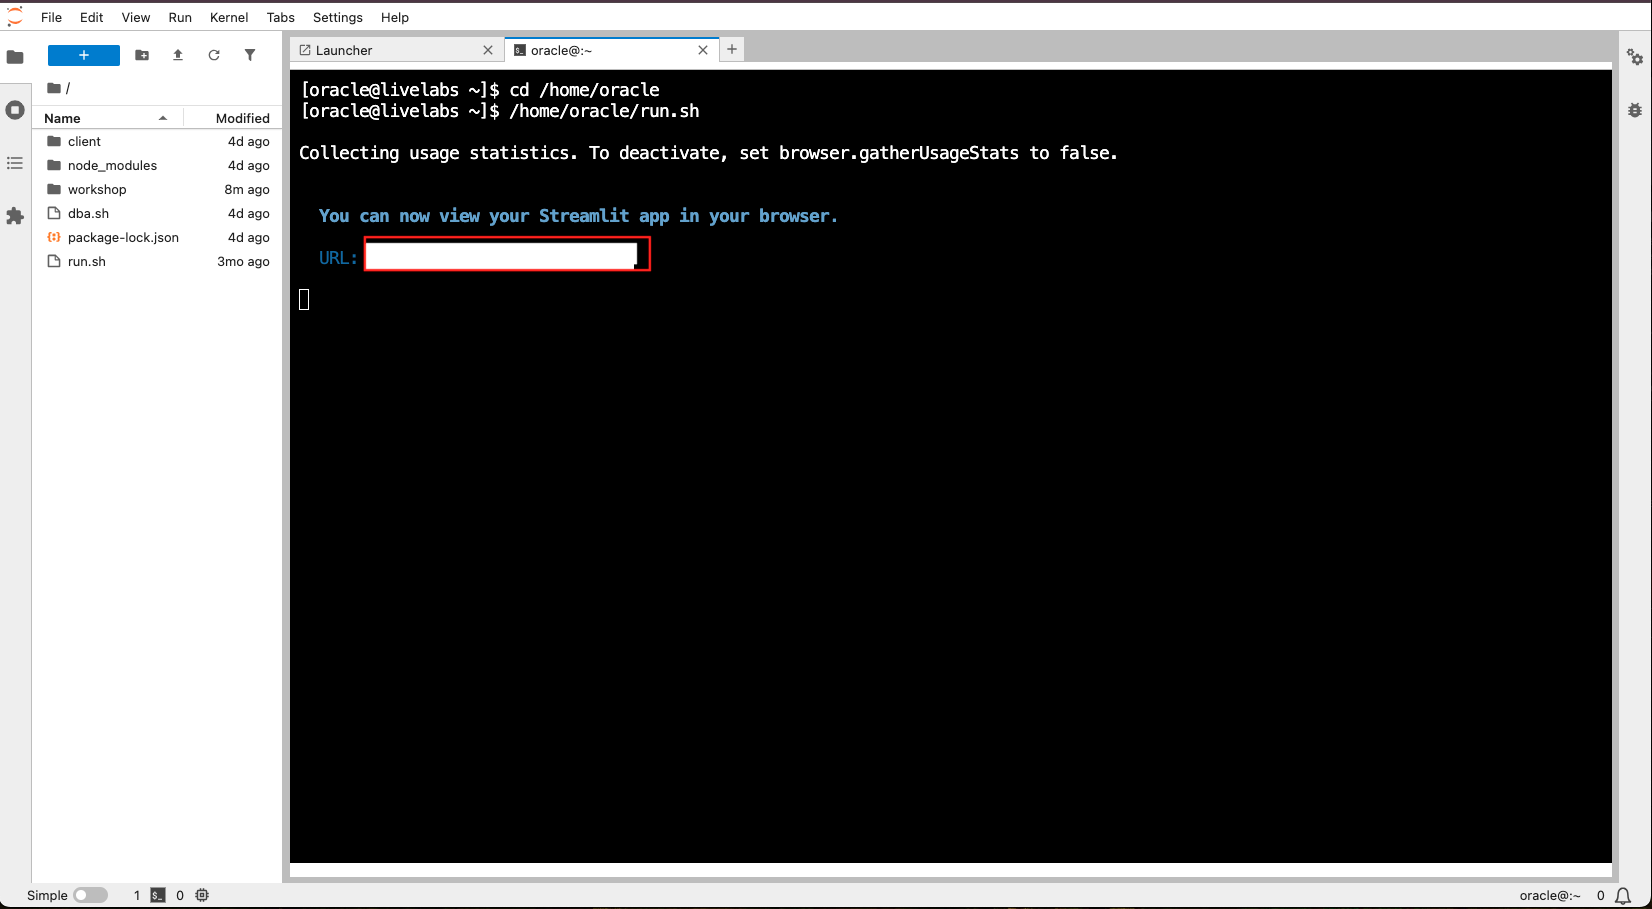 File Edit View Run Kernel Tabs Settings Help
+
Launcher
oracle@:~
/
Name Modified
client 4d ago
node_modules 4d ago
workshop 8m ago
dba.sh 4d ago
package-lock.json 4d ago
run.sh 3mo ago
[oracle@livelabs ~]$ cd /home/oracle
[oracle@livelabs ~]$ /home/oracle/run.sh
Collecting usage statistics. To deactivate, set browser.gatherUsageStats to false.
You can now view your Streamlit app in your browser.
URL:
Simple 1 $_ 0 oracle@:~ 0